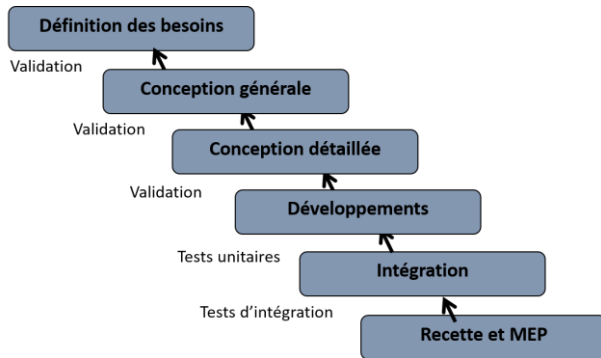 Définition des besoins
Validation
Conception générale
Validation
Conception détaillée
Validation
Développements
Tests unitaires
Intégration
Tests d'intégration
Recette et MEP